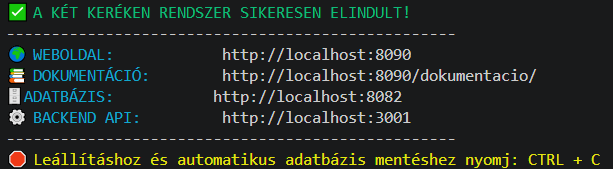 ✅ A KÉT KERÉKEN RENDSZER SIKERESEN ELINDULT!
------------------------------------------------
🌍 WEBOLDAL: http://localhost:8090
📚 DOKUMENTÁCIÓ: http://localhost:8090/dokumentacio/
🗄️ADATBÁZIS: http://localhost:8082
⚙️ BACKEND API: http://localhost:3001
------------------------------------------------
🛑 Leállításhoz és automatikus adatbázis mentéshez nyomj: CTRL + C